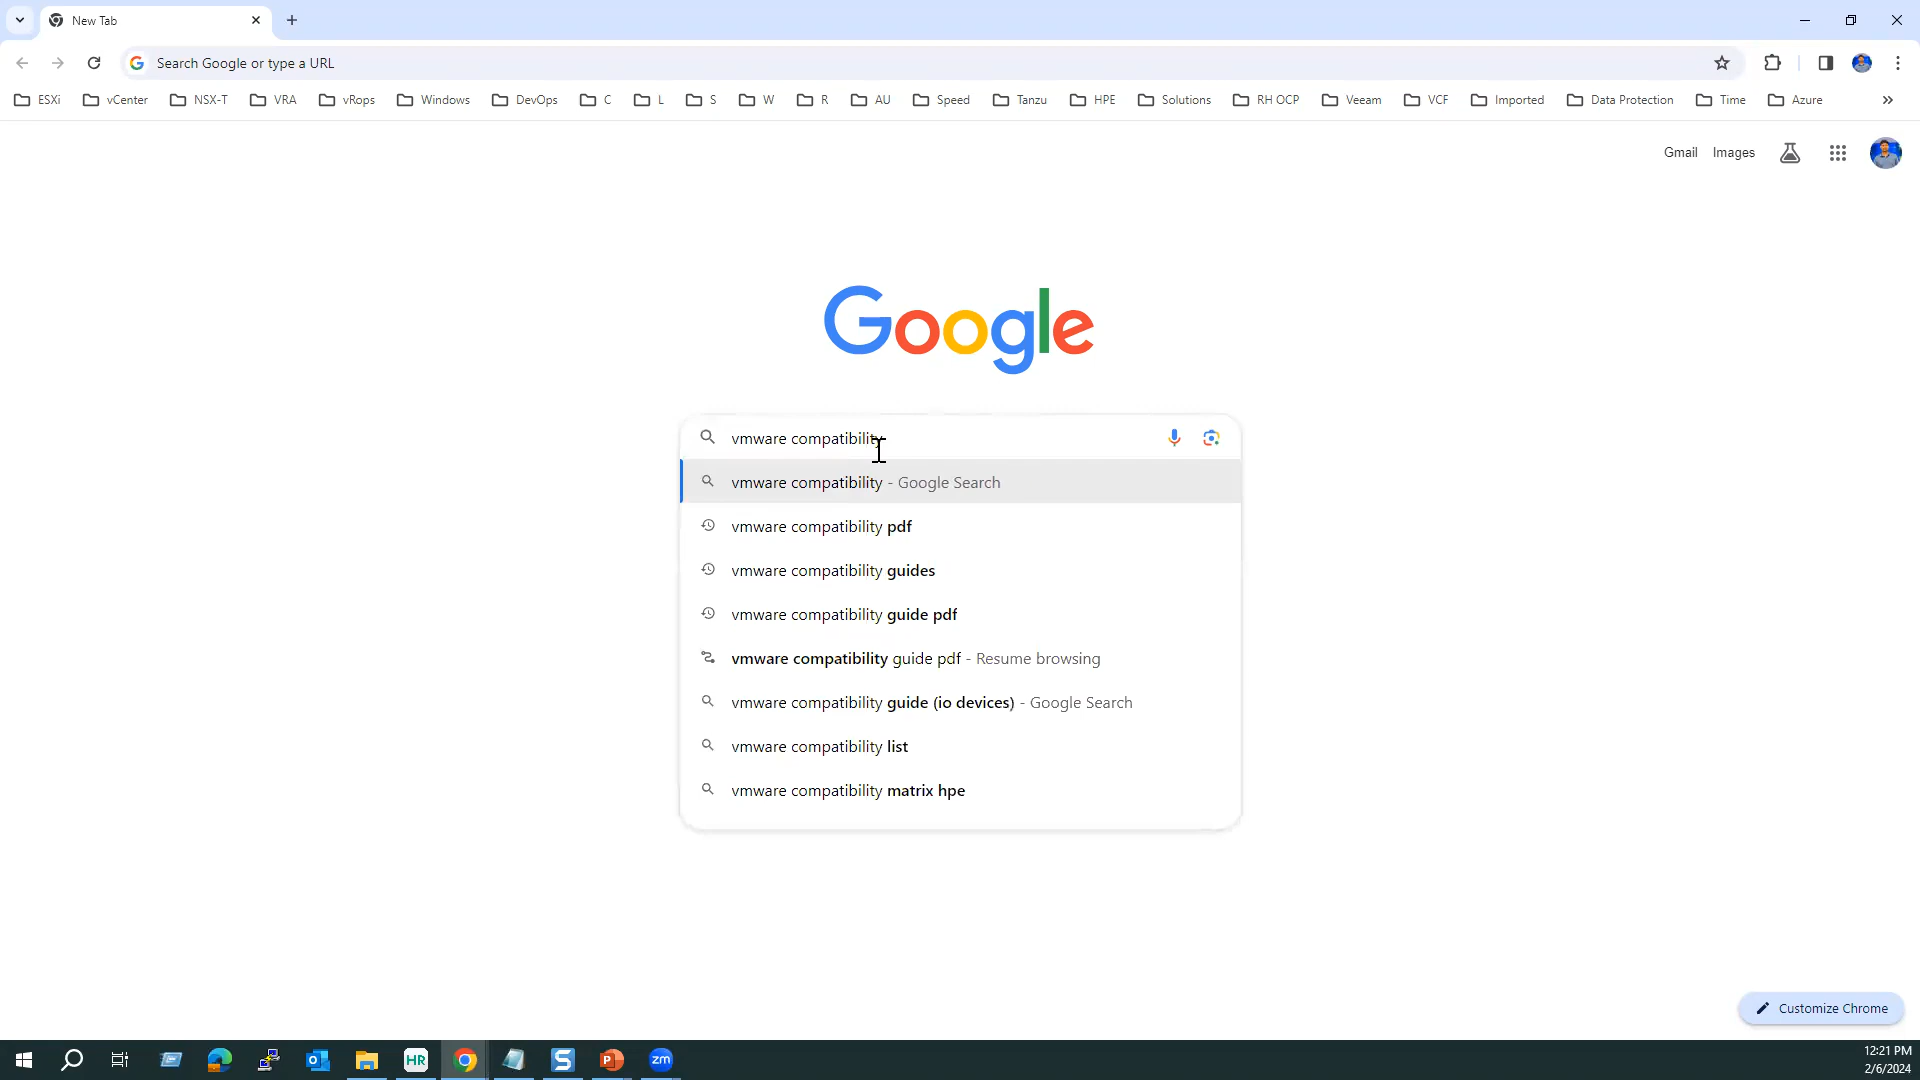 New Tab
Search Google or type a URL
ESXi vCenter NSX-T VRA vRops Windows DevOps C L S W R AU Speed Tanzu HPE Solutions RH OCP Veeam VCF Imported Data Protection Time Azure
Gmail Images
Google
vmware compatibility
vmware compatibility - Google Search
vmware compatibility pdf
vmware compatibility guides
vmware compatibility guide pdf
vmware compatibility guide pdf - Resume browsing
vmware compatibility guide (io devices) - Google Search
vmware compatibility list
vmware compatibility matrix hpe
Customize Chrome
HR
S
P
zm
12:21 PM
2/6/2024